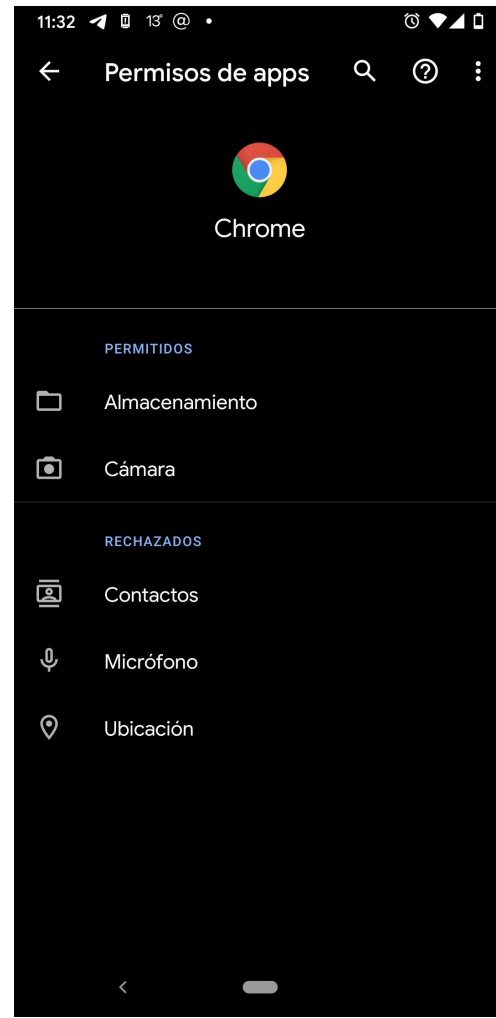 11:32 13° @
Permisos de apps
Chrome
PERMITIDOS
Almacenamiento
Cámara
RECHAZADOS
Contactos
Micrófono
Ubicación